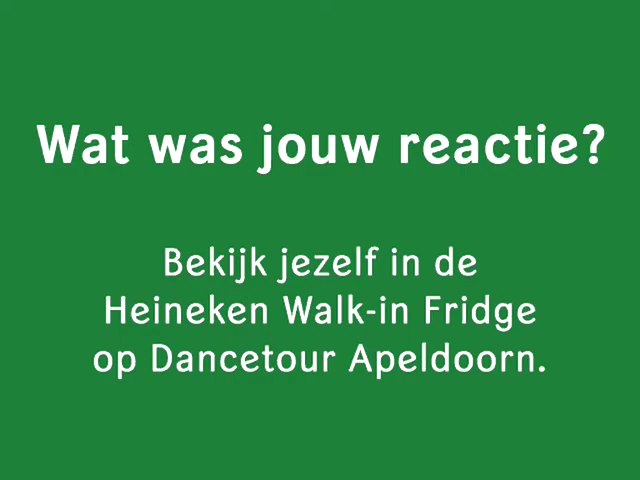 Wat was jouw reactie?
Bekijk jezelf in de
Heineken Walk-in Fridge
op Dancetour Apeldoorn.